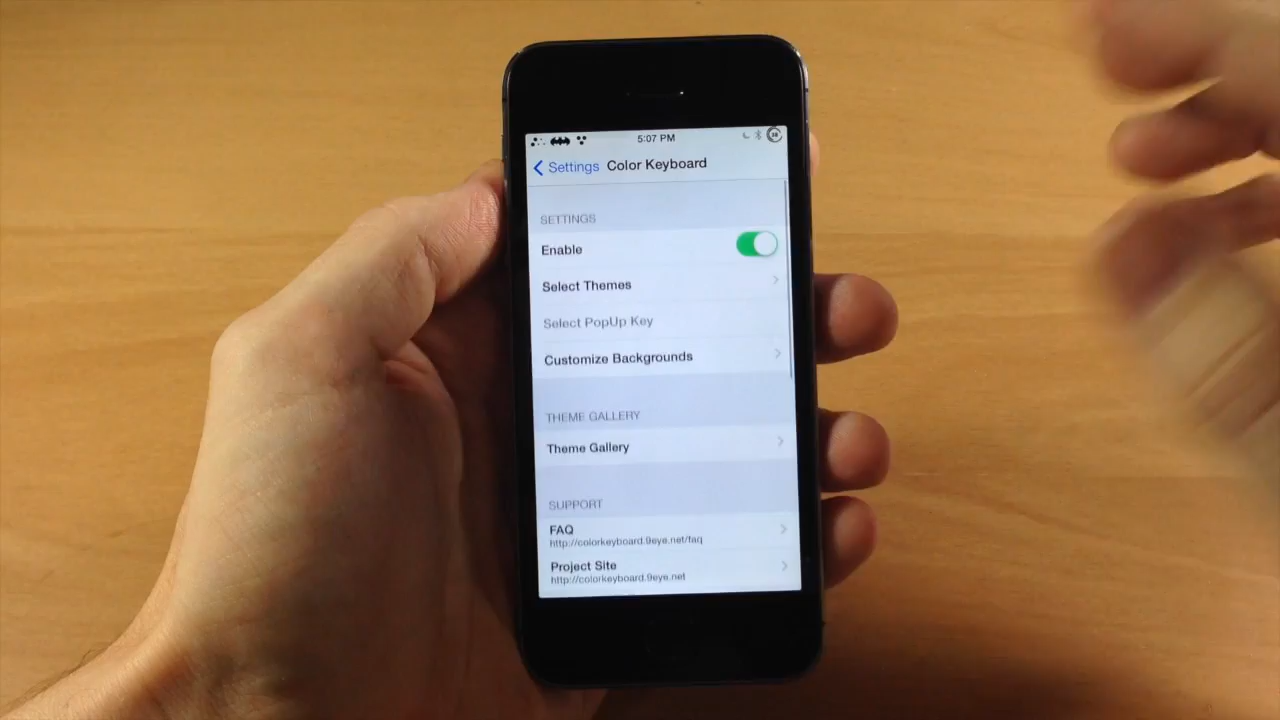 5:07 PM
38
Settings Color Keyboard
SETTINGS
Enable
Select Themes
Select PopUp Key
Customize Backgrounds
THEME GALLERY
Theme Gallery
SUPPORT
FAQ
http://colorkeyboard.9eye.net/faq
Project Site
http://colorkeyboard.9eye.net